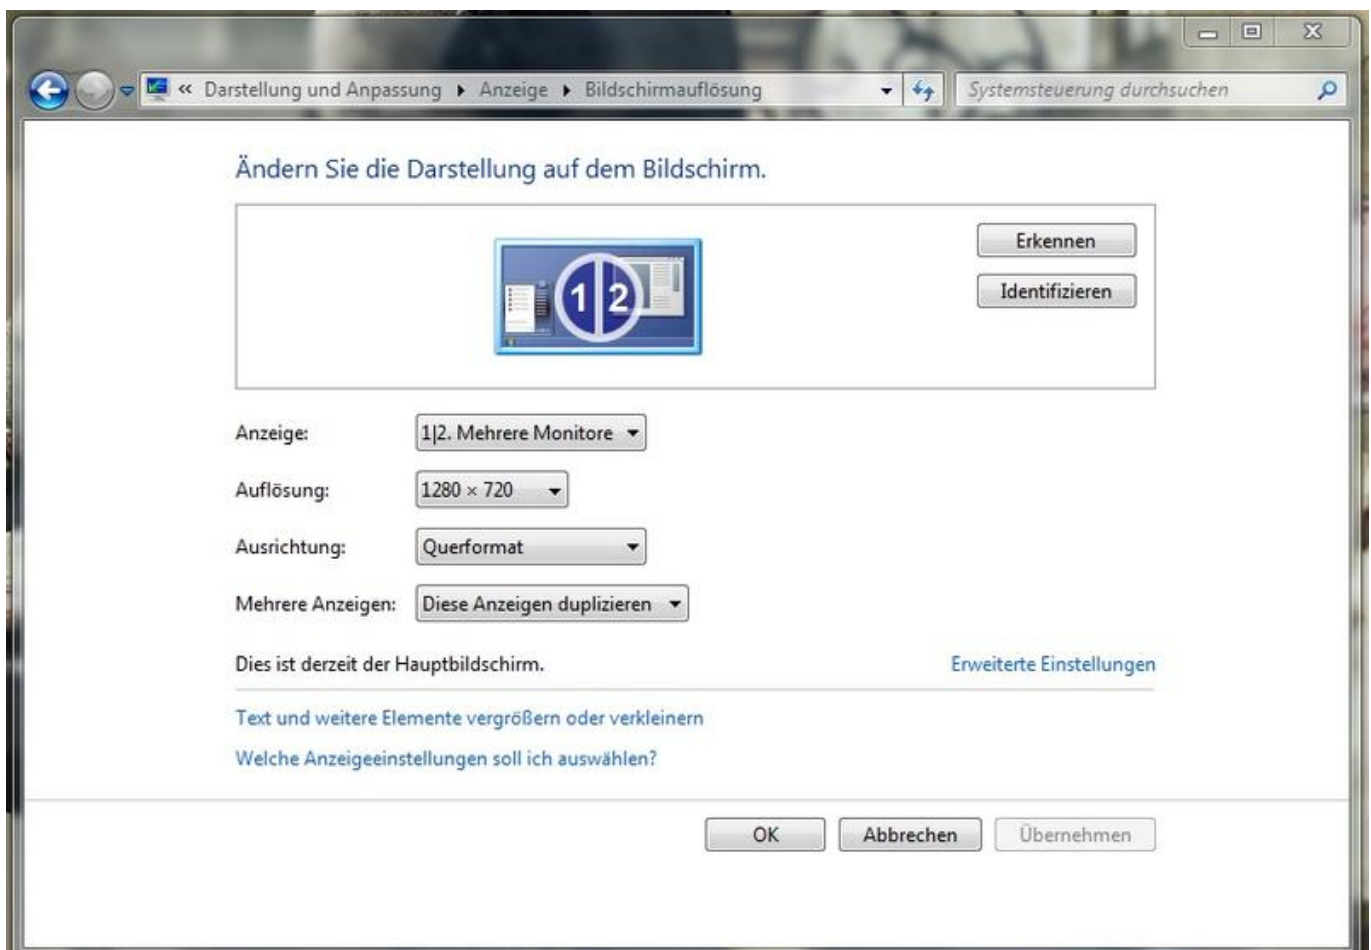 « Darstellung und Anpassung ▸ Anzeige ▸ Bildschirmauflösung
Systemsteuerung durchsuchen
Ändern Sie die Darstellung auf dem Bildschirm.
1|2
Erkennen
Identifizieren
Anzeige: 1|2. Mehrere Monitore
Auflösung: 1280 × 720
Ausrichtung: Querformat
Mehrere Anzeigen: Diese Anzeigen duplizieren
Dies ist derzeit der Hauptbildschirm. Erweiterte Einstellungen
Text und weitere Elemente vergrößern oder verkleinern
Welche Anzeigeeinstellungen soll ich auswählen?
OK Abbrechen Übernehmen